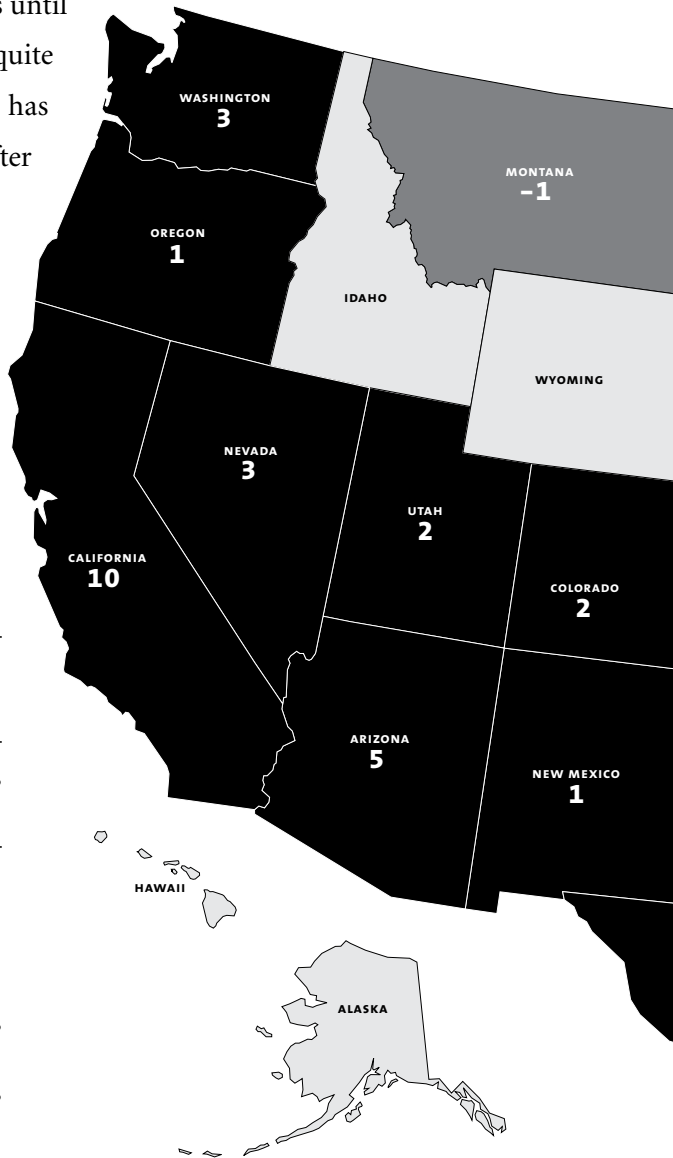 until
quite
has
WASHINGTON
3
MONTANA
–1
OREGON
1
IDAHO
WYOMING
NEVADA
3
UTAH
2
CALIFORNIA
10
COLORADO
2
ARIZONA
5
NEW MEXICO
1
HAWAII
ALASKA